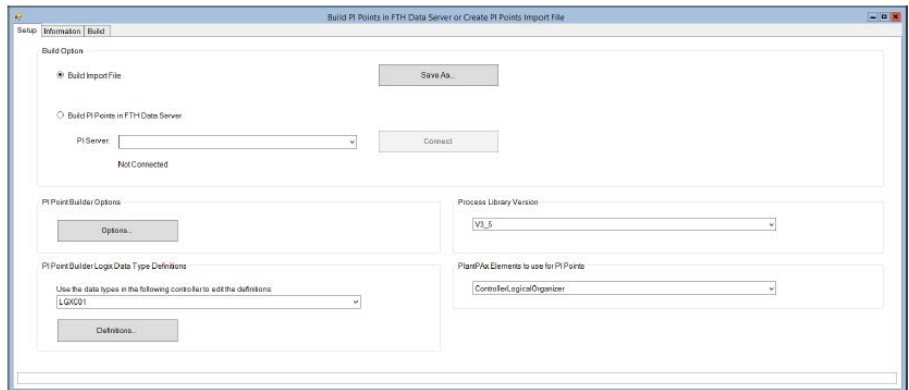 Build PI Points in FTH Data Server or Create PI Points Import File
Setup Information Build
Build Option
Build Import File
Save As...
Build PI Points in FTH Data Server
PI Server:
Connect
Not Connected
PI Point Builder Options
Options...
Process Library Version
V3_5
PI Point Builder Logix Data Type Definitions
Use the data types in the following controller to edit the definitions:
LGXC01
Definitions...
PlantPAx Elements to use for PI Points
ControllerLogicalOrganizer